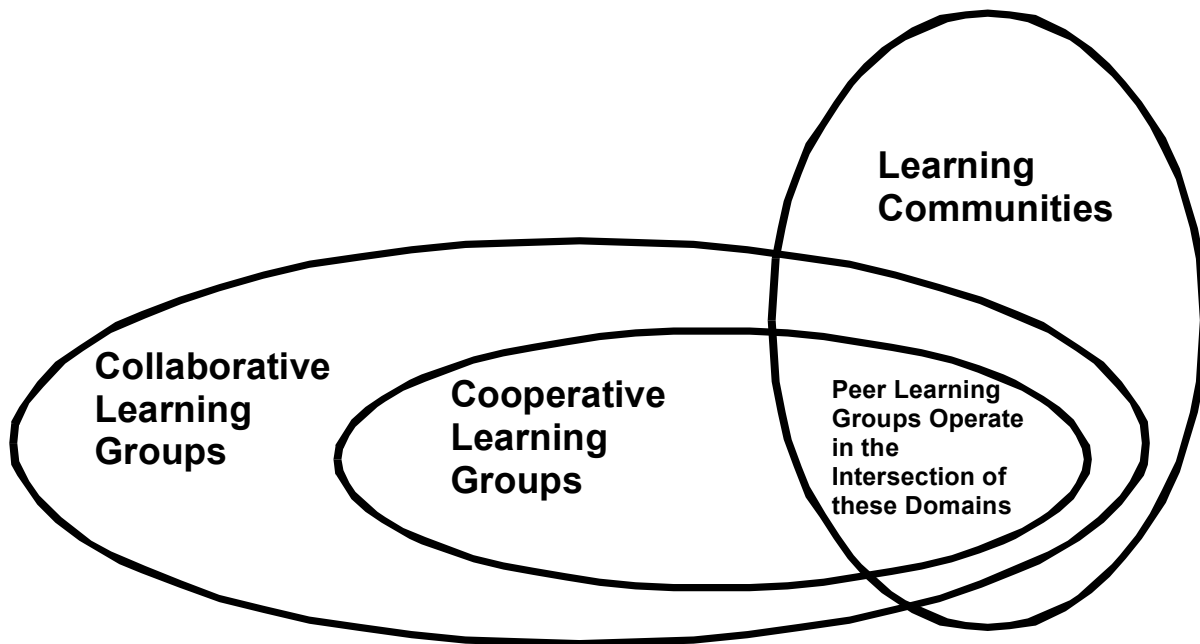 Learning
Communities
Collaborative
Learning
Groups
Cooperative
Learning
Groups
Peer Learning
Groups Operate
in the
Intersection of
these Domains